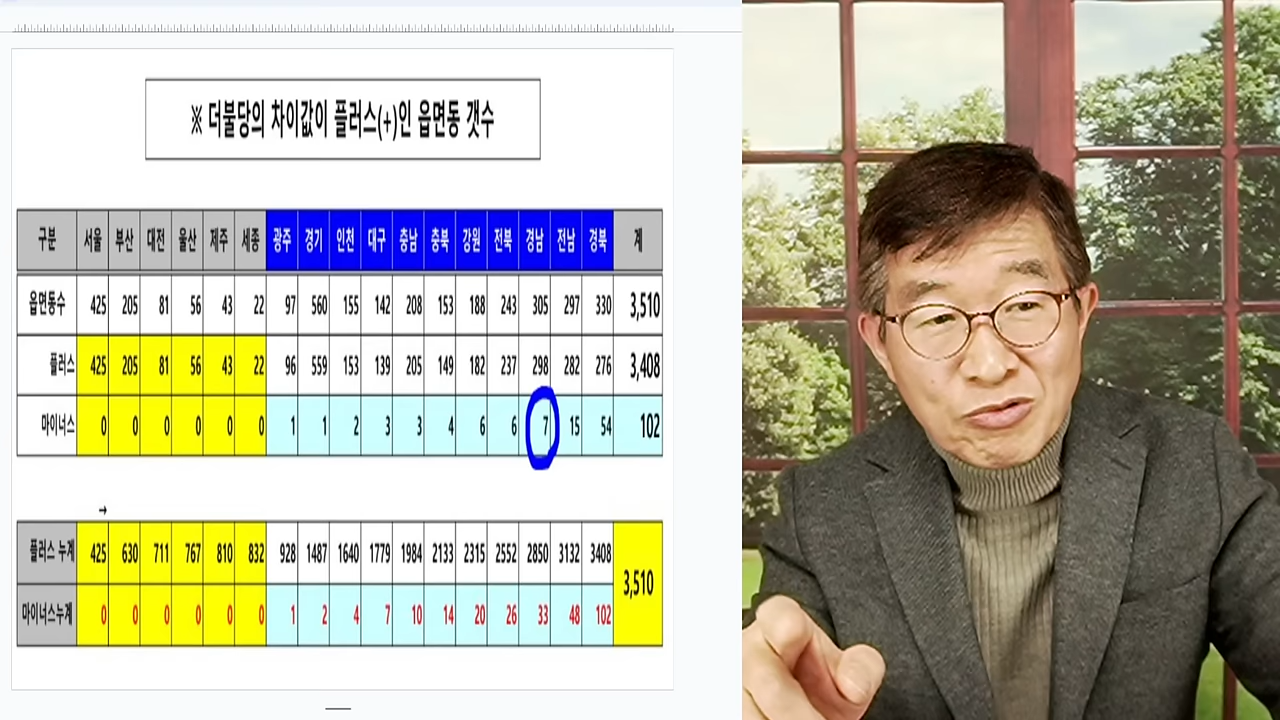 ※ 더불당의 차이값이 플러스(+)인 읍면동 갯수
구분 서울 부산 대전 울산 제주 세종 광주 경기 인천 대구 충남 충북 강원 전북 경남 전남 경북 계
읍면동수 425 205 81 56 43 22 97 560 155 142 208 153 188 243 305 297 330 3,510
플러스 425 205 81 56 43 22 96 559 153 139 205 149 182 237 298 282 276 3,408
마이너스 0 0 0 0 0 0 1 1 2 3 3 4 6 6 7 15 54 102
→
플러스 누계 425 630 711 767 810 832 928 1487 1640 1779 1984 2133 2315 2552 2850 3132 3408 3,510
마이너스누계 0 0 0 0 0 0 1 2 4 7 10 14 20 26 33 48 102